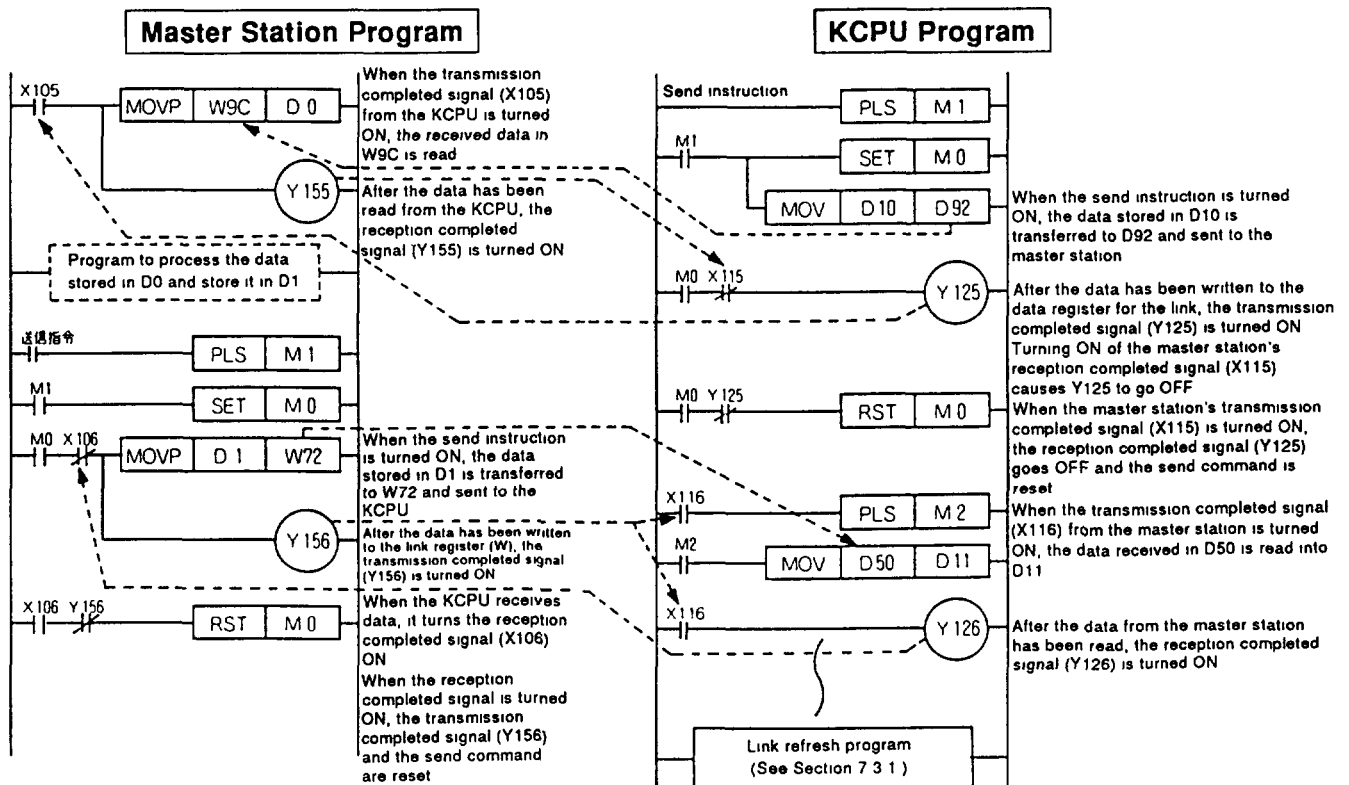 Master Station Program
X105
MOVP W9C D 0
When the transmission
completed signal (X105)
from the KCPU is turned
ON, the received data in
W9C is read
Y 155
After the data has been
read from the KCPU, the
reception completed
signal (Y155) is turned ON
Program to process the data
stored in D0 and store it in D1
送信指令
PLS M 1
M1
SET M 0
M0 X 106
MOVP D 1 W72
When the send instruction
is turned ON, the data
stored in D1 is transferred
to W72 and sent to the
KCPU
Y 156
After the data has been written
to the link register (W), the
transmission completed signal
(Y156) is turned ON
X 106 Y 156
RST M 0
When the KCPU receives
data, it turns the reception
completed signal (X106)
ON
When the reception
completed signal is turned
ON, the transmission
completed signal (Y156)
and the send command
are reset
KCPU Program
Send instruction
PLS M 1
M1
SET M 0
MOV D 10 D 92
When the send instruction is turned
ON, the data stored in D10 is
transferred to D92 and sent to the
master station
M0 X 115
Y 125
After the data has been written to the
data register for the link, the transmission
completed signal (Y125) is turned ON
Turning ON of the master station's
reception completed signal (X115)
causes Y125 to go OFF
M0 Y 125
RST M 0
When the master station's transmission
completed signal (X115) is turned ON,
the reception completed signal (Y125)
goes OFF and the send command is
reset
X116
PLS M 2
When the transmission completed signal
(X116) from the master station is turned
ON, the data received in D50 is read into
D11
M2
MOV D 50 D 11
X116
Y 126
After the data from the master station
has been read, the reception completed
signal (Y126) is turned ON
Link refresh program
(See Section 7 3 1 )